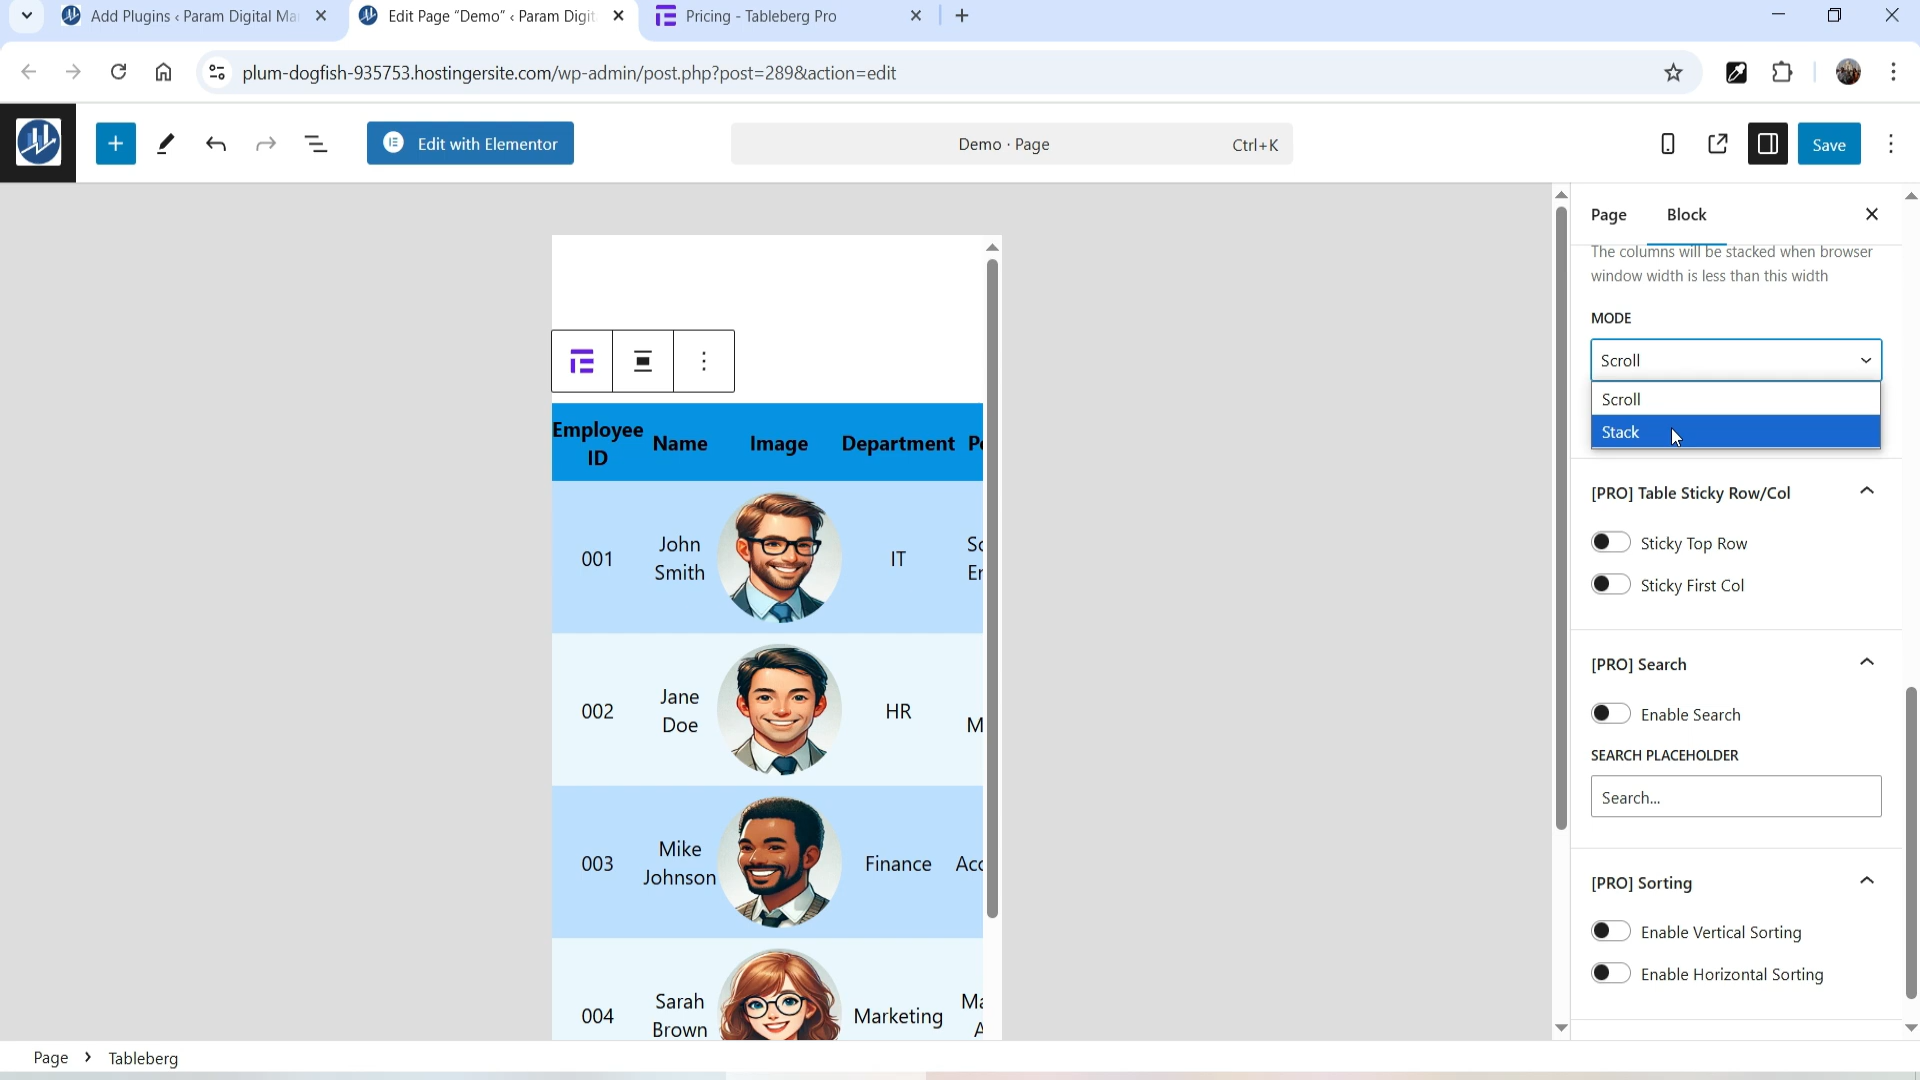 Add Plugins ‹ Param Digital Ma
Edit Page “Demo” ‹ Param Digit
Pricing - Tableberg Pro
plum-dogfish-935753.hostingersite.com/wp-admin/post.php?post=289&action=edit
Edit with Elementor
Demo · Page
Ctrl+K
Save
Page
Block
The columns will be stacked when browser
window width is less than this width
MODE
Scroll
Scroll
Stack
[PRO] Table Sticky Row/Col
Sticky Top Row
Sticky First Col
[PRO] Search
Enable Search
SEARCH PLACEHOLDER
Search...
[PRO] Sorting
Enable Vertical Sorting
Enable Horizontal Sorting
Employee
ID
Name
Image
Department
001
John
Smith
IT
002
Jane
Doe
HR
003
Mike
Johnson
Finance
Acc
004
Sarah
Brown
Marketing
Page › Tableberg